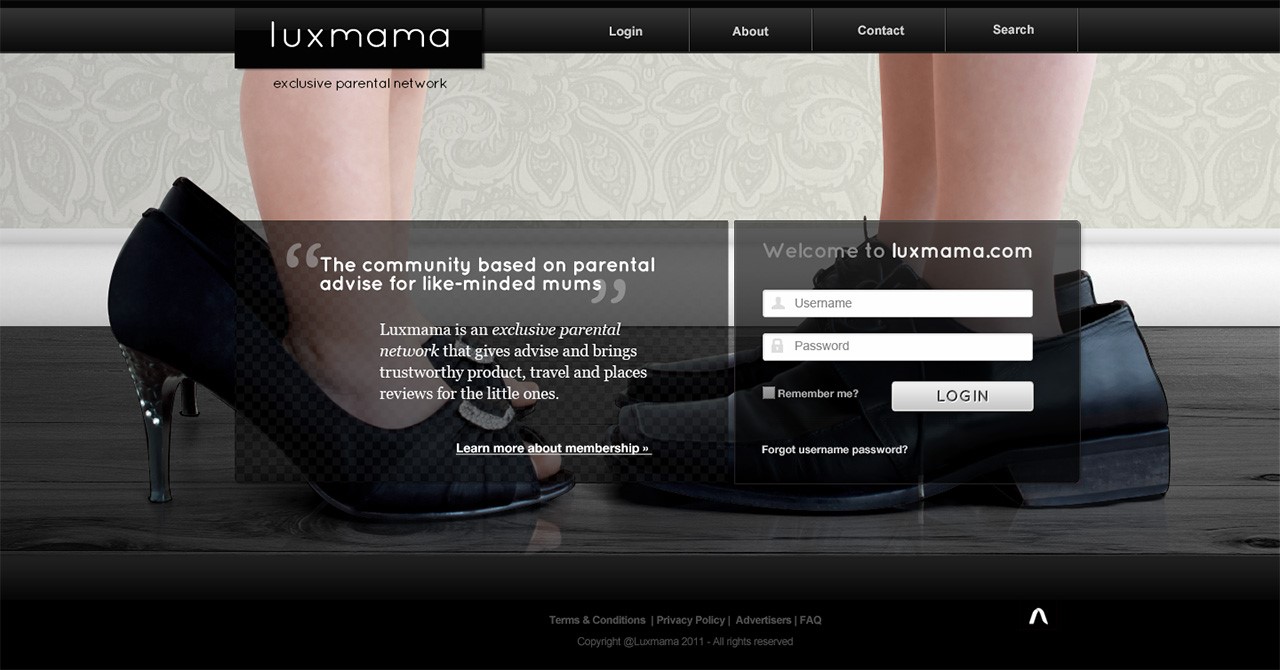 luxmama
exclusive parental network
Login About Contact Search
“The community based on parental
advise for like-minded mums”
Luxmama is an exclusive parental
network that gives advise and brings
trustworthy product, travel and places
reviews for the little ones.
Learn more about membership »
Welcome to luxmama.com
Username
Password
Remember me?
LOGIN
Forgot username password?
Terms & Conditions | Privacy Policy | Advertisers | FAQ
Copyright @Luxmama 2011 - All rights reserved